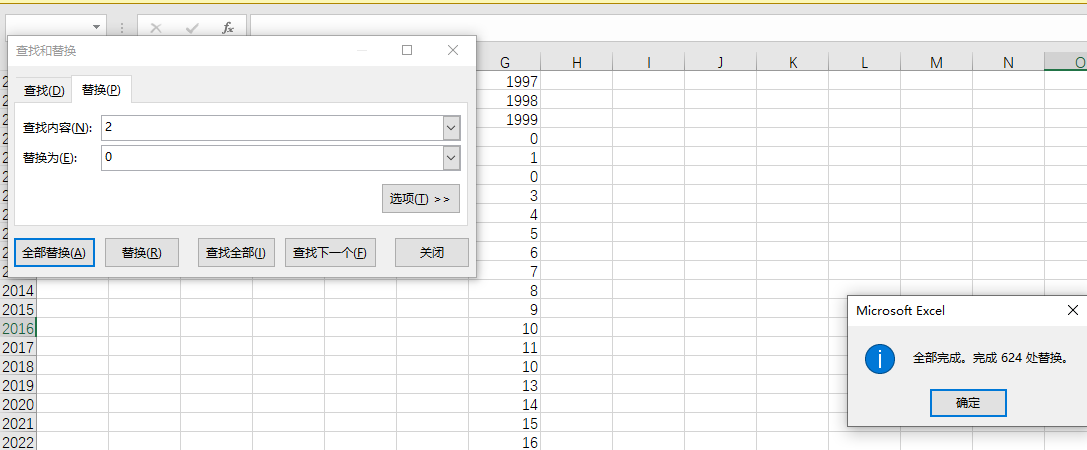 fx
查找和替换
查找(D) 替换(P)
查找内容(N): 2
替换为(E): 0
选项(T) >>
全部替换(A) 替换(R) 查找全部(I) 查找下一个(F) 关闭
G H I J K L M N O
1997
1998
1999
0
1
0
3
4
5
6
7
2014 8
2015 9
2016 10
2017 11
2018 10
2019 13
2020 14
2021 15
2022 16
Microsoft Excel
全部完成。完成 624 处替换。
确定